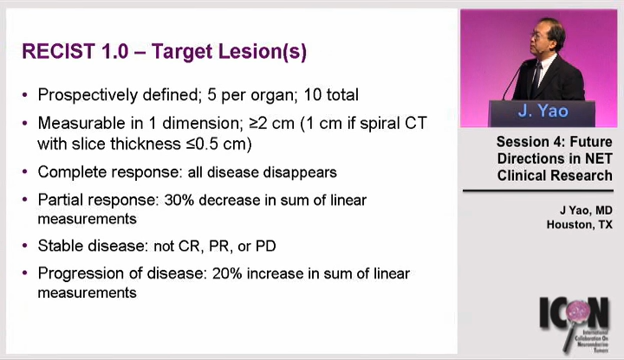 RECIST 1.0 – Target Lesion(s)
• Prospectively defined; 5 per organ; 10 total
• Measurable in 1 dimension; ≥2 cm (1 cm if spiral CT
with slice thickness ≤0.5 cm)
• Complete response: all disease disappears
• Partial response: 30% decrease in sum of linear
measurements
• Stable disease: not CR, PR, or PD
• Progression of disease: 20% increase in sum of linear
measurements
J. Yao
Session 4: Future
Directions in NET
Clinical Research
J Yao, MD
Houston, TX
ICON
International
Collaboration On
Neuroendocrine
Tumors